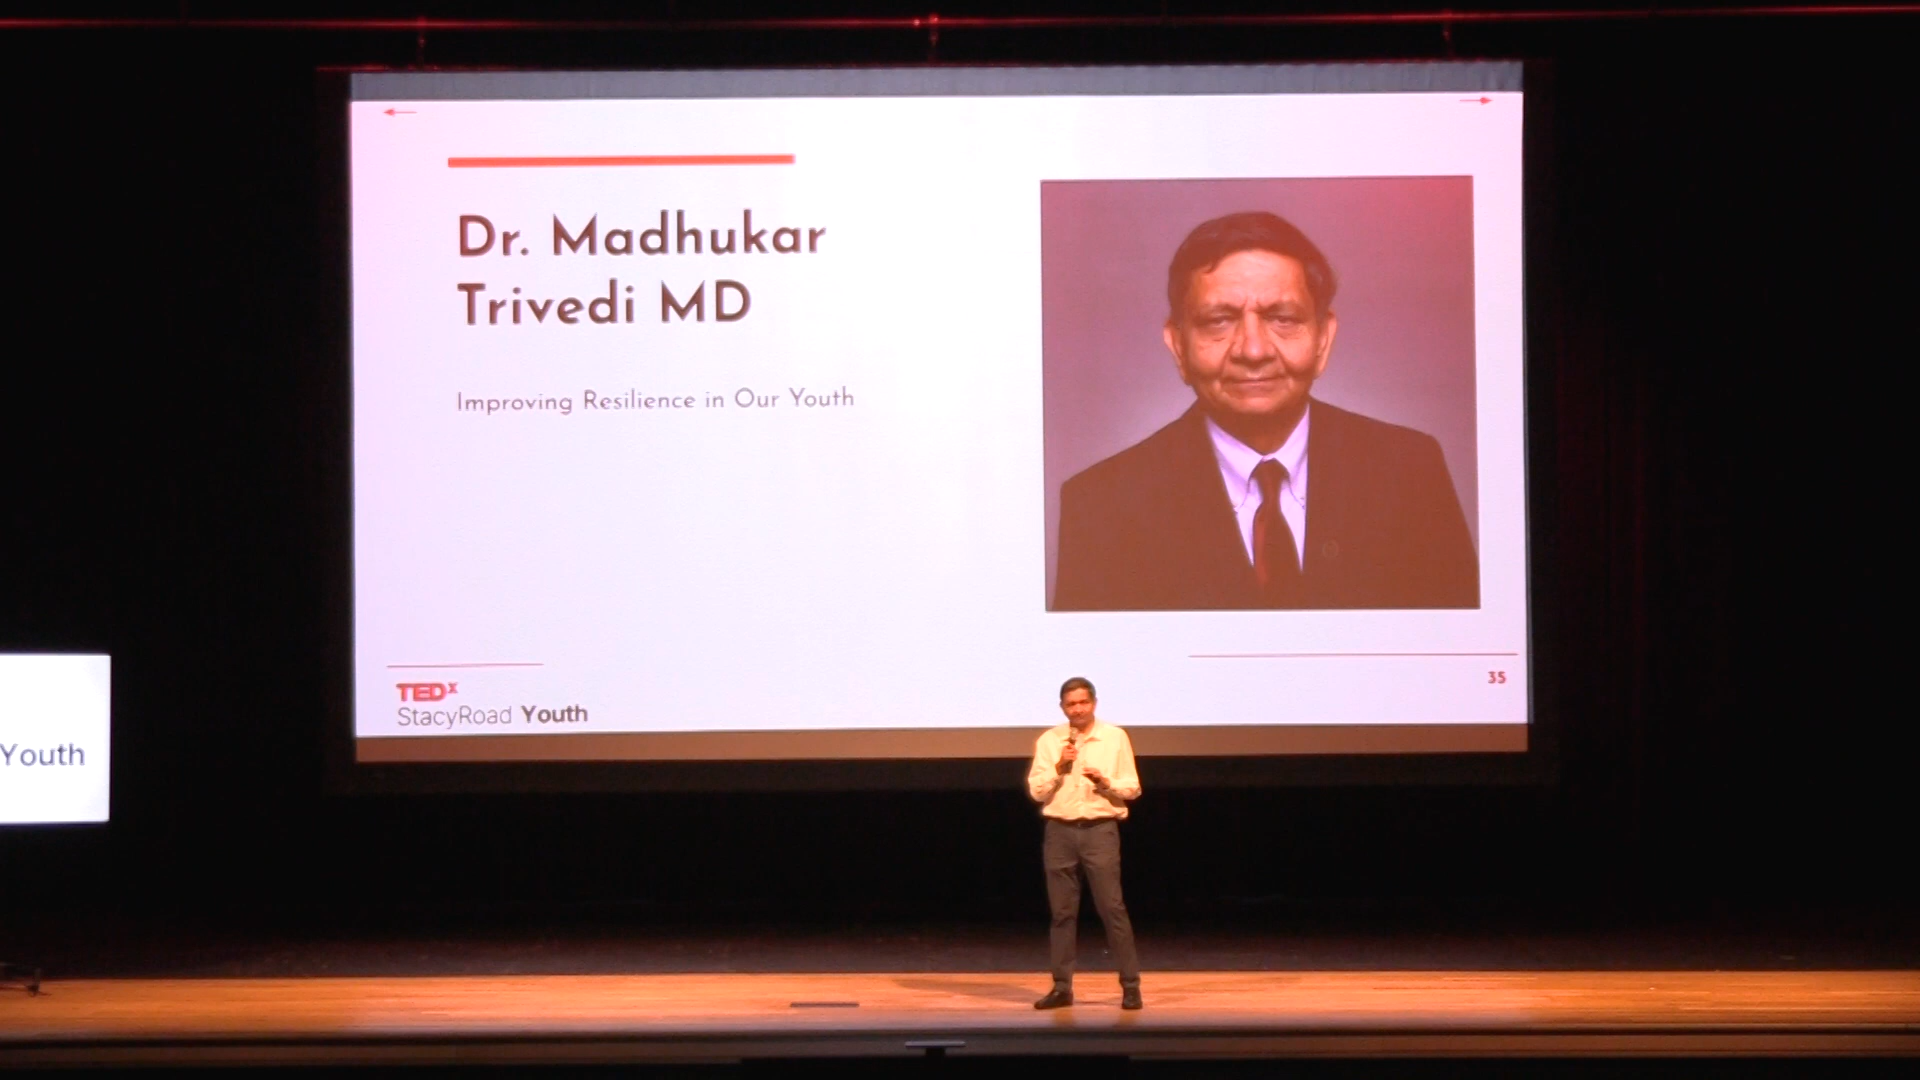 Dr. Madhukar
Trivedi MD
Improving Resilience in Our Youth
35
TEDx
StacyRoad Youth
Youth